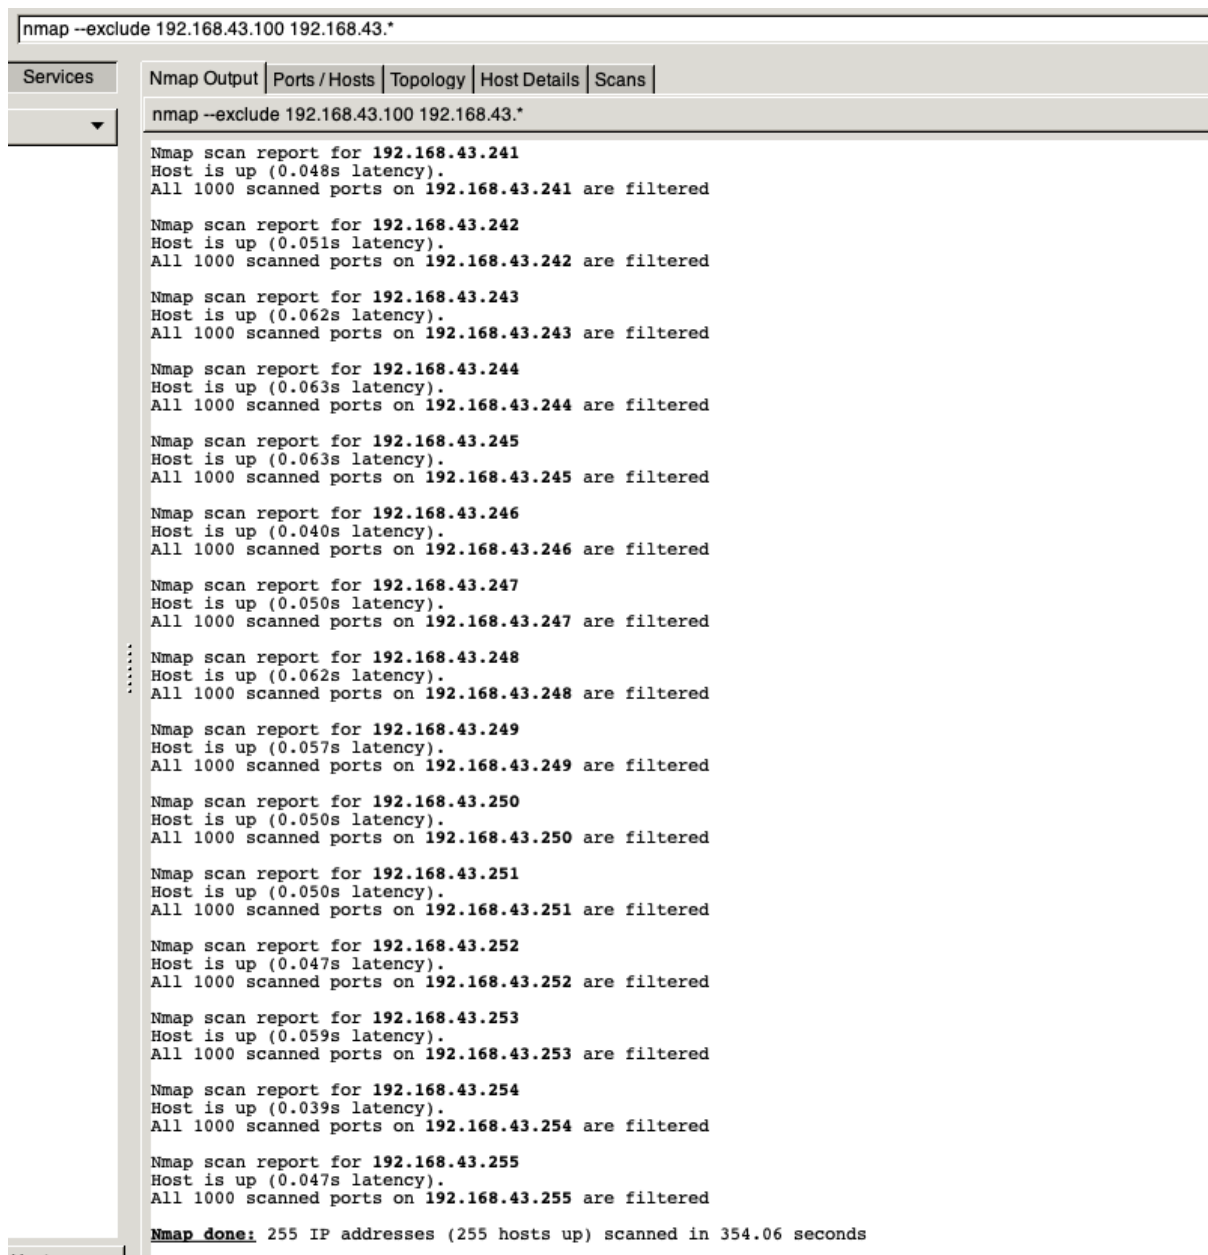 nmap --exclude 192.168.43.100 192.168.43.*
Services
Nmap Output Ports / Hosts Topology Host Details Scans
nmap --exclude 192.168.43.100 192.168.43.*
Nmap scan report for 192.168.43.241
Host is up (0.048s latency).
All 1000 scanned ports on 192.168.43.241 are filtered
Nmap scan report for 192.168.43.242
Host is up (0.051s latency).
All 1000 scanned ports on 192.168.43.242 are filtered
Nmap scan report for 192.168.43.243
Host is up (0.062s latency).
All 1000 scanned ports on 192.168.43.243 are filtered
Nmap scan report for 192.168.43.244
Host is up (0.063s latency).
All 1000 scanned ports on 192.168.43.244 are filtered
Nmap scan report for 192.168.43.245
Host is up (0.063s latency).
All 1000 scanned ports on 192.168.43.245 are filtered
Nmap scan report for 192.168.43.246
Host is up (0.040s latency).
All 1000 scanned ports on 192.168.43.246 are filtered
Nmap scan report for 192.168.43.247
Host is up (0.050s latency).
All 1000 scanned ports on 192.168.43.247 are filtered
Nmap scan report for 192.168.43.248
Host is up (0.062s latency).
All 1000 scanned ports on 192.168.43.248 are filtered
Nmap scan report for 192.168.43.249
Host is up (0.057s latency).
All 1000 scanned ports on 192.168.43.249 are filtered
Nmap scan report for 192.168.43.250
Host is up (0.050s latency).
All 1000 scanned ports on 192.168.43.250 are filtered
Nmap scan report for 192.168.43.251
Host is up (0.050s latency).
All 1000 scanned ports on 192.168.43.251 are filtered
Nmap scan report for 192.168.43.252
Host is up (0.047s latency).
All 1000 scanned ports on 192.168.43.252 are filtered
Nmap scan report for 192.168.43.253
Host is up (0.059s latency).
All 1000 scanned ports on 192.168.43.253 are filtered
Nmap scan report for 192.168.43.254
Host is up (0.039s latency).
All 1000 scanned ports on 192.168.43.254 are filtered
Nmap scan report for 192.168.43.255
Host is up (0.047s latency).
All 1000 scanned ports on 192.168.43.255 are filtered
Nmap done: 255 IP addresses (255 hosts up) scanned in 354.06 seconds